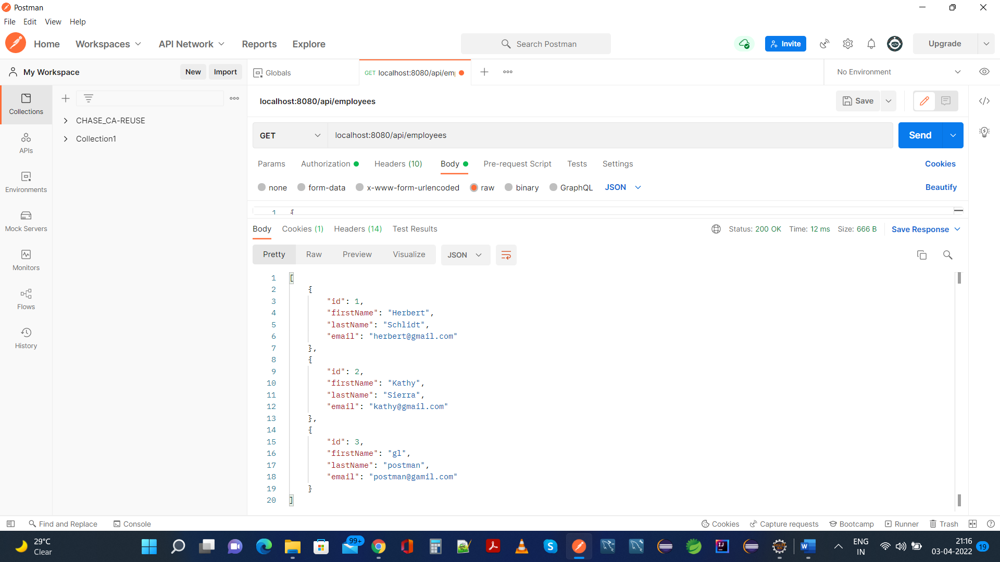 Postman
File Edit View Help
Home Workspaces API Network Reports Explore Search Postman Invite Upgrade
My Workspace New Import Globals GET localhost:8080/api/em No Environment
localhost:8080/api/employees Save
Collections
CHASE_CA-REUSE
Collection1
APIs
Environments
Mock Servers
Monitors
Flows
History
GET localhost:8080/api/employees Send
Params Authorization Headers (10) Body Pre-request Script Tests Settings Cookies
none form-data x-www-form-urlencoded raw binary GraphQL JSON Beautify
1 {
Body Cookies (1) Headers (14) Test Results Status: 200 OK Time: 12 ms Size: 666 B Save Response
Pretty Raw Preview Visualize JSON
1 [
2 {
3 "id": 1,
4 "firstName": "Herbert",
5 "lastName": "Schlidt",
6 "email": "herbert@gmail.com"
7 },
8 {
9 "id": 2,
10 "firstName": "Kathy",
11 "lastName": "Sierra",
12 "email": "kathy@gmail.com"
13 },
14 {
15 "id": 3,
16 "firstName": "gl",
17 "lastName": "postman",
18 "email": "postman@gamil.com"
19 }
20 ]
Find and Replace Console Cookies Capture requests Bootcamp Runner Trash
29°C
Clear
99+
ENG
IN
21:16
03-04-2022
19